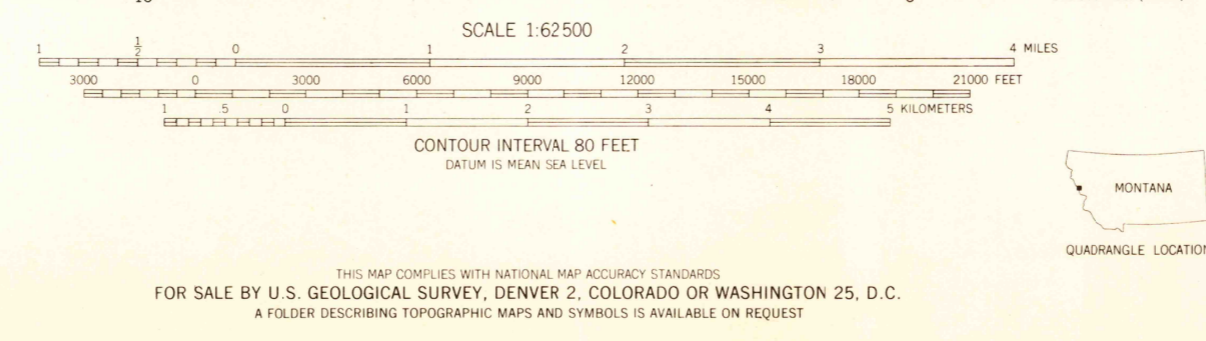 SCALE 1:62500
1 1/2 0 1 2 3 4 MILES
3000 0 3000 6000 9000 12000 15000 18000 21000 FEET
1 .5 0 1 2 3 4 5 KILOMETERS
CONTOUR INTERVAL 80 FEET
DATUM IS MEAN SEA LEVEL
MONTANA
QUADRANGLE LOCATION
THIS MAP COMPLIES WITH NATIONAL MAP ACCURACY STANDARDS
FOR SALE BY U.S. GEOLOGICAL SURVEY, DENVER 2, COLORADO OR WASHINGTON 25, D.C.
A FOLDER DESCRIBING TOPOGRAPHIC MAPS AND SYMBOLS IS AVAILABLE ON REQUEST